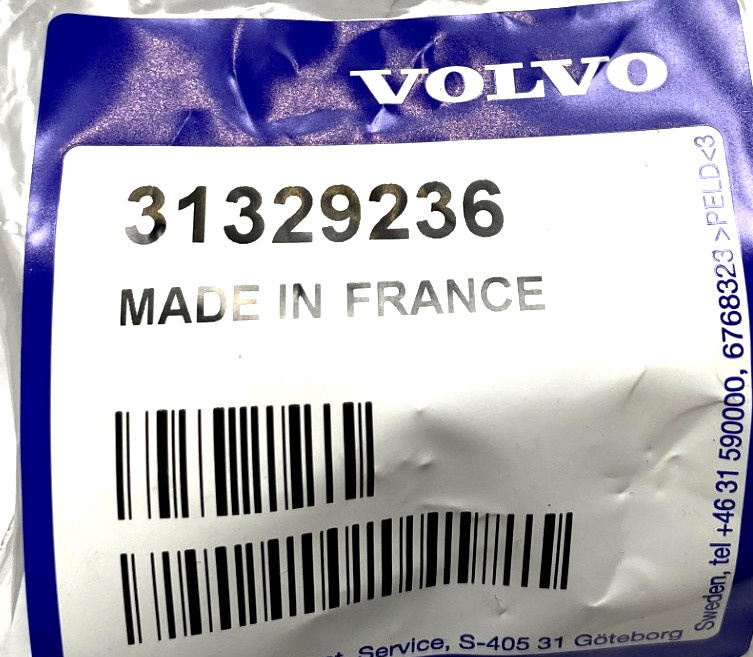 VOLVO
31329236
MADE IN FRANCE
Service, S-405 31 Göteborg
Sweden, tel +46 31 590000, 6768323 >PELD<3